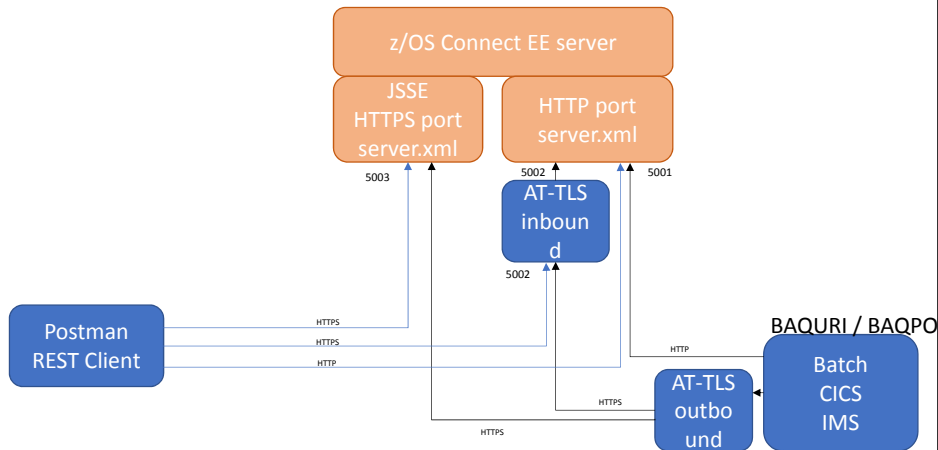 z/OS Connect EE server
JSSE
HTTPS port
server.xml
HTTP port
server.xml
5003
5002
5001
AT-TLS
inboun
d
5002
Postman
REST Client
HTTPS
HTTPS
HTTP
BAQURI / BAQPO
HTTP
Batch
CICS
IMS
AT-TLS
outbo
und
HTTPS
HTTPS